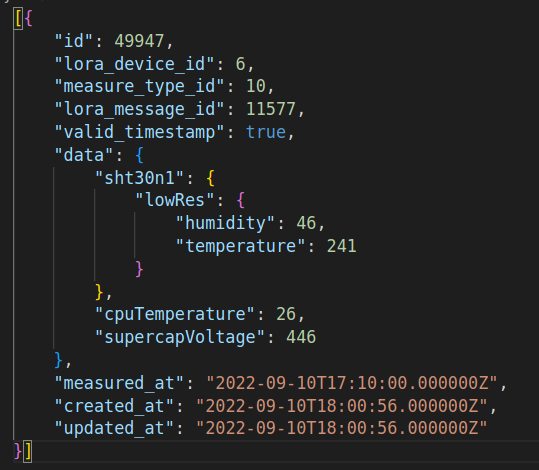 [{
    "id": 49947,
    "lora_device_id": 6,
    "measure_type_id": 10,
    "lora_message_id": 11577,
    "valid_timestamp": true,
    "data": {
        "sht30n1": {
            "lowRes": {
                "humidity": 46,
                "temperature": 241
            }
        },
        "cpuTemperature": 26,
        "supercapVoltage": 446
    },
    "measured_at": "2022-09-10T17:10:00.000000Z",
    "created_at": "2022-09-10T18:00:56.000000Z",
    "updated_at": "2022-09-10T18:00:56.000000Z"
}]